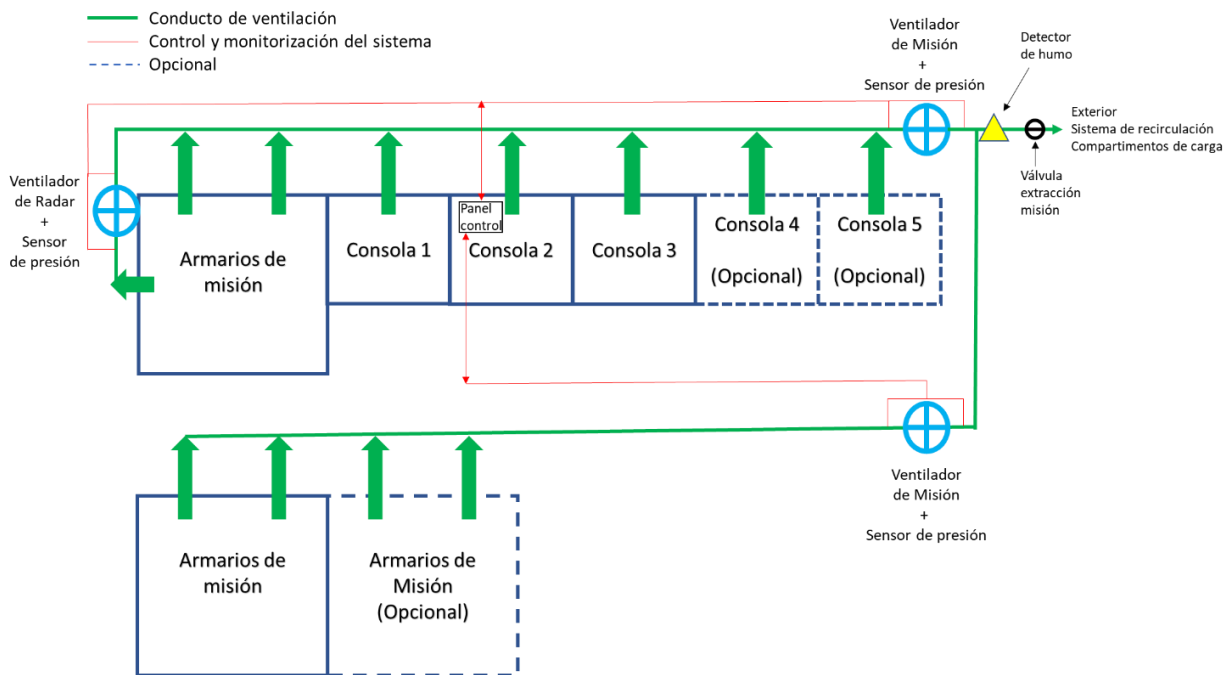 Conducto de ventilación
Control y monitorización del sistema
Opcional
Ventilador
de Misión
+
Sensor de presión
Detector
de humo
Exterior
Sistema de recirculación
Compartimentos de carga
Válvula
extracción
misión
Ventilador
de Radar
+
Sensor
de presión
Armarios de
misión
Consola 1
Panel
control
Consola 2
Consola 3
Consola 4
(Opcional)
Consola 5
(Opcional)
Ventilador
de Misión
+
Sensor de presión
Armarios de
misión
Armarios de
Misión
(Opcional)